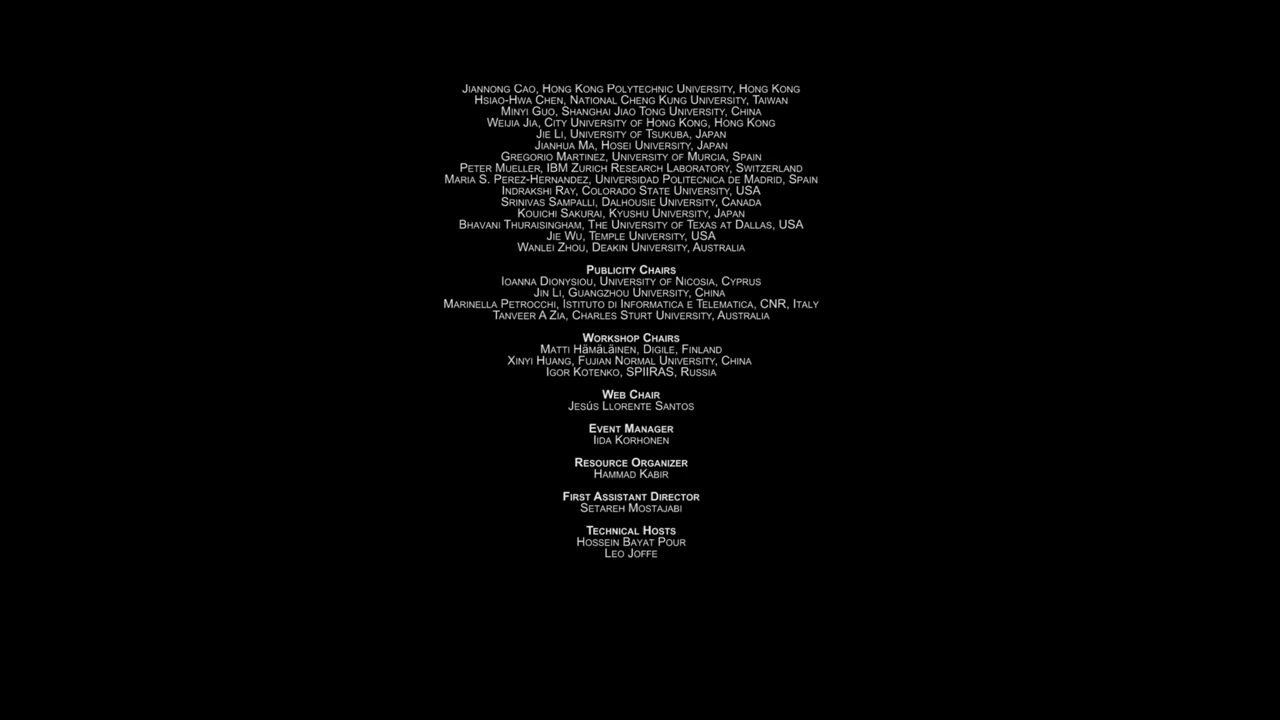 Jiannong Cao, Hong Kong Polytechnic University, Hong Kong
Hsiao-Hwa Chen, National Cheng Kung University, Taiwan
Minyi Guo, Shanghai Jiao Tong University, China
Weijia Jia, City University of Hong Kong, Hong Kong
Jie Li, University of Tsukuba, Japan
Jianhua Ma, Hosei University, Japan
Gregorio Martinez, University of Murcia, Spain
Peter Mueller, IBM Zurich Research Laboratory, Switzerland
Maria S. Perez-Hernandez, Universidad Politecnica de Madrid, Spain
Indrakshi Ray, Colorado State University, USA
Srinivas Sampalli, Dalhousie University, Canada
Kouichi Sakurai, Kyushu University, Japan
Bhavani Thuraisingham, The University of Texas at Dallas, USA
Jie Wu, Temple University, USA
Wanlei Zhou, Deakin University, Australia
Publicity Chairs
Ioanna Dionysiou, University of Nicosia, Cyprus
Jin Li, Guangzhou University, China
Marinella Petrocchi, Istituto di Informatica e Telematica, CNR, Italy
Tanveer A Zia, Charles Sturt University, Australia
Workshop Chairs
Matti Hämäläinen, Digile, Finland
Xinyi Huang, Fujian Normal University, China
Igor Kotenko, SPIIRAS, Russia
Web Chair
Jesús Llorente Santos
Event Manager
Iida Korhonen
Resource Organizer
Hammad Kabir
First Assistant Director
Setareh Mostajabi
Technical Hosts
Hossein Bayat Pour
Leo Joffe